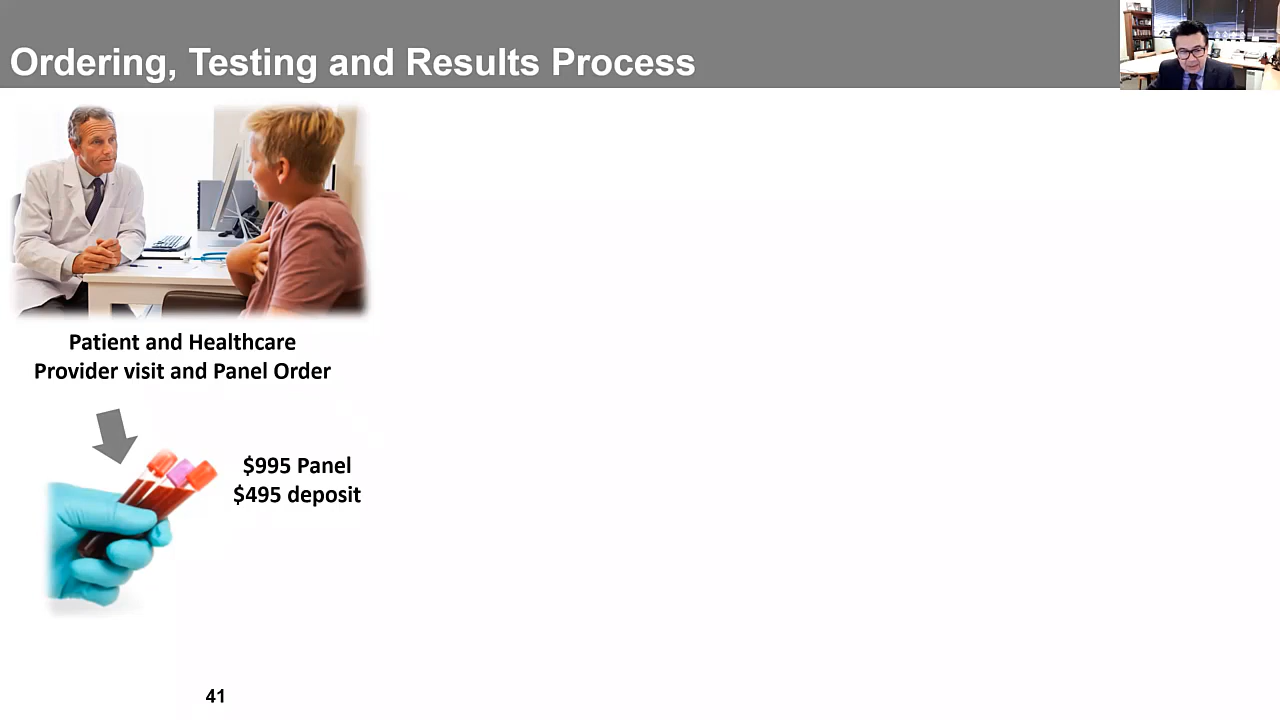 Ordering, Testing and Results Process
Patient and Healthcare
Provider visit and Panel Order
$995 Panel
$495 deposit
41